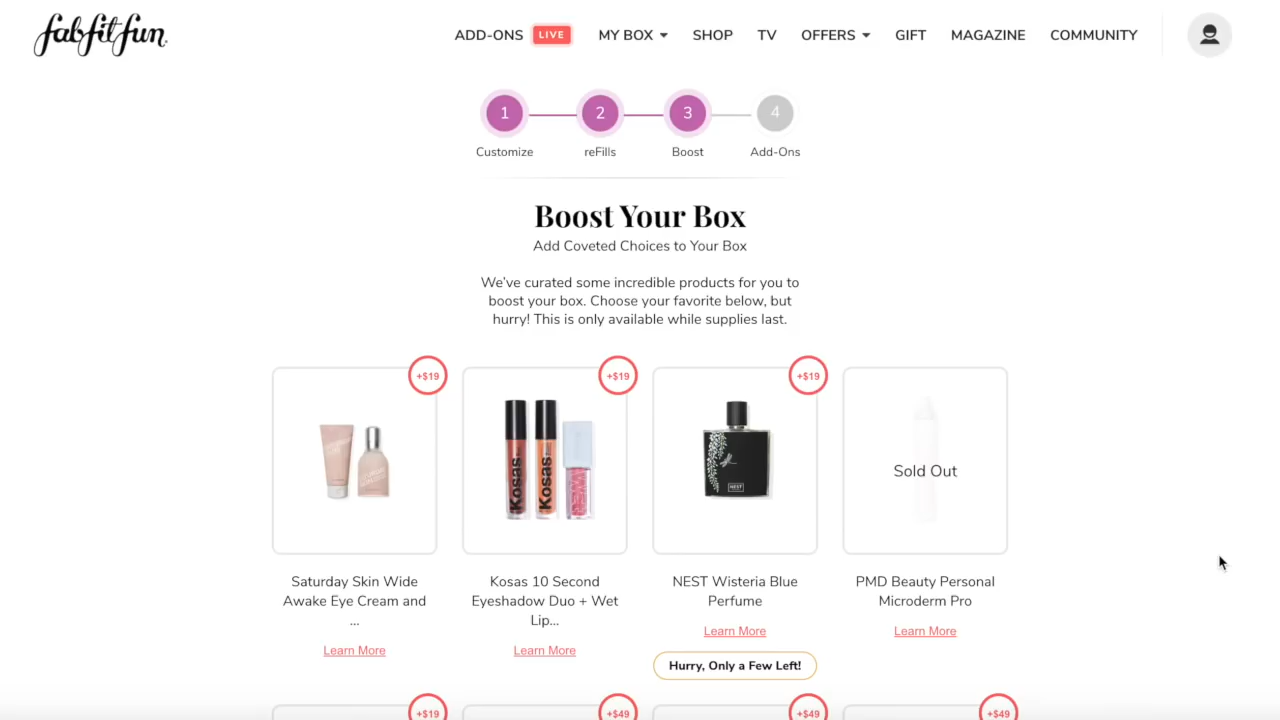 fabfitfun.
ADD-ONS LIVE MY BOX SHOP TV OFFERS GIFT MAGAZINE COMMUNITY
1 2 3 4
Customize reFills Boost Add-Ons
Boost Your Box
Add Coveted Choices to Your Box
We've curated some incredible products for you to
boost your box. Choose your favorite below, but
hurry! This is only available while supplies last.
+$19 +$19 +$19
Kosas Kosas
NEST
Sold Out
Saturday Skin Wide
Awake Eye Cream and
...
Learn More
Kosas 10 Second
Eyeshadow Duo + Wet
Lip...
Learn More
NEST Wisteria Blue
Perfume
Learn More
Hurry, Only a Few Left!
PMD Beauty Personal
Microderm Pro
Learn More
+$19 +$49 +$49 +$49